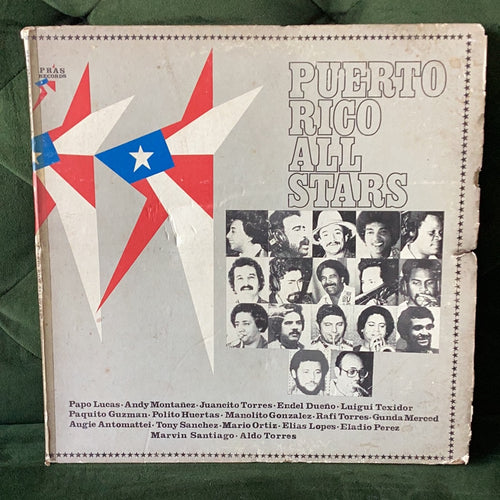 PRAS
RECORDS
PUERTO
RICO
ALL
STARS
Papo Lucas·Andy Montañez·Juancito Torres·Endel Dueño·Luigui Texidor
Paquito Guzman·Polito Huertas·Manolito Gonzalez·Rafi Torres·Gunda Merced
Augie Antomattei·Tony Sanchez·Mario Ortiz·Elias Lopes·Eladio Perez
Marvin Santiago·Aldo Torres